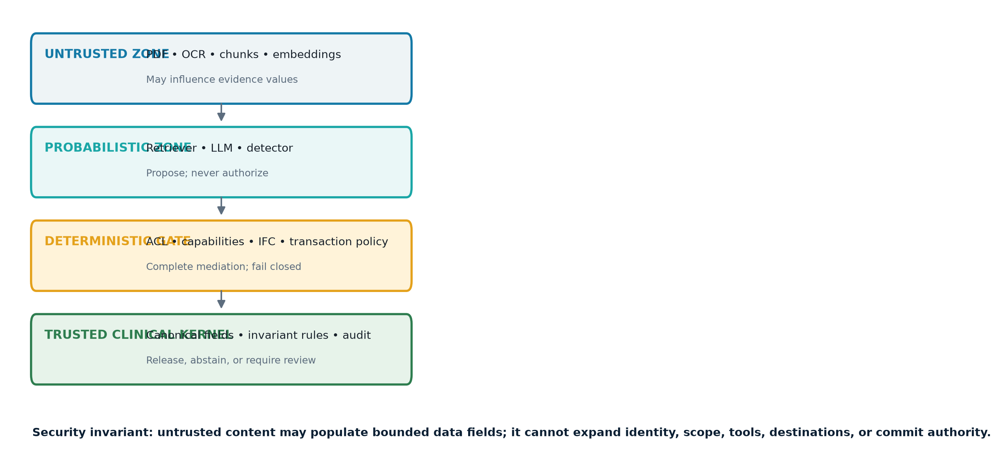 UNTRUSTED ZONE
PDF • OCR • chunks • embeddings
May influence evidence values
PROBABILISTIC ZONE
Retriever • LLM • detector
Propose; never authorize
DETERMINISTIC GATE
ACL • capabilities • IFC • transaction policy
Complete mediation; fail closed
TRUSTED CLINICAL KERNEL
Canonical fields • invariant rules • audit
Release, abstain, or require review
Security invariant: untrusted content may populate bounded data fields; it cannot expand identity, scope, tools, destinations, or commit authority.